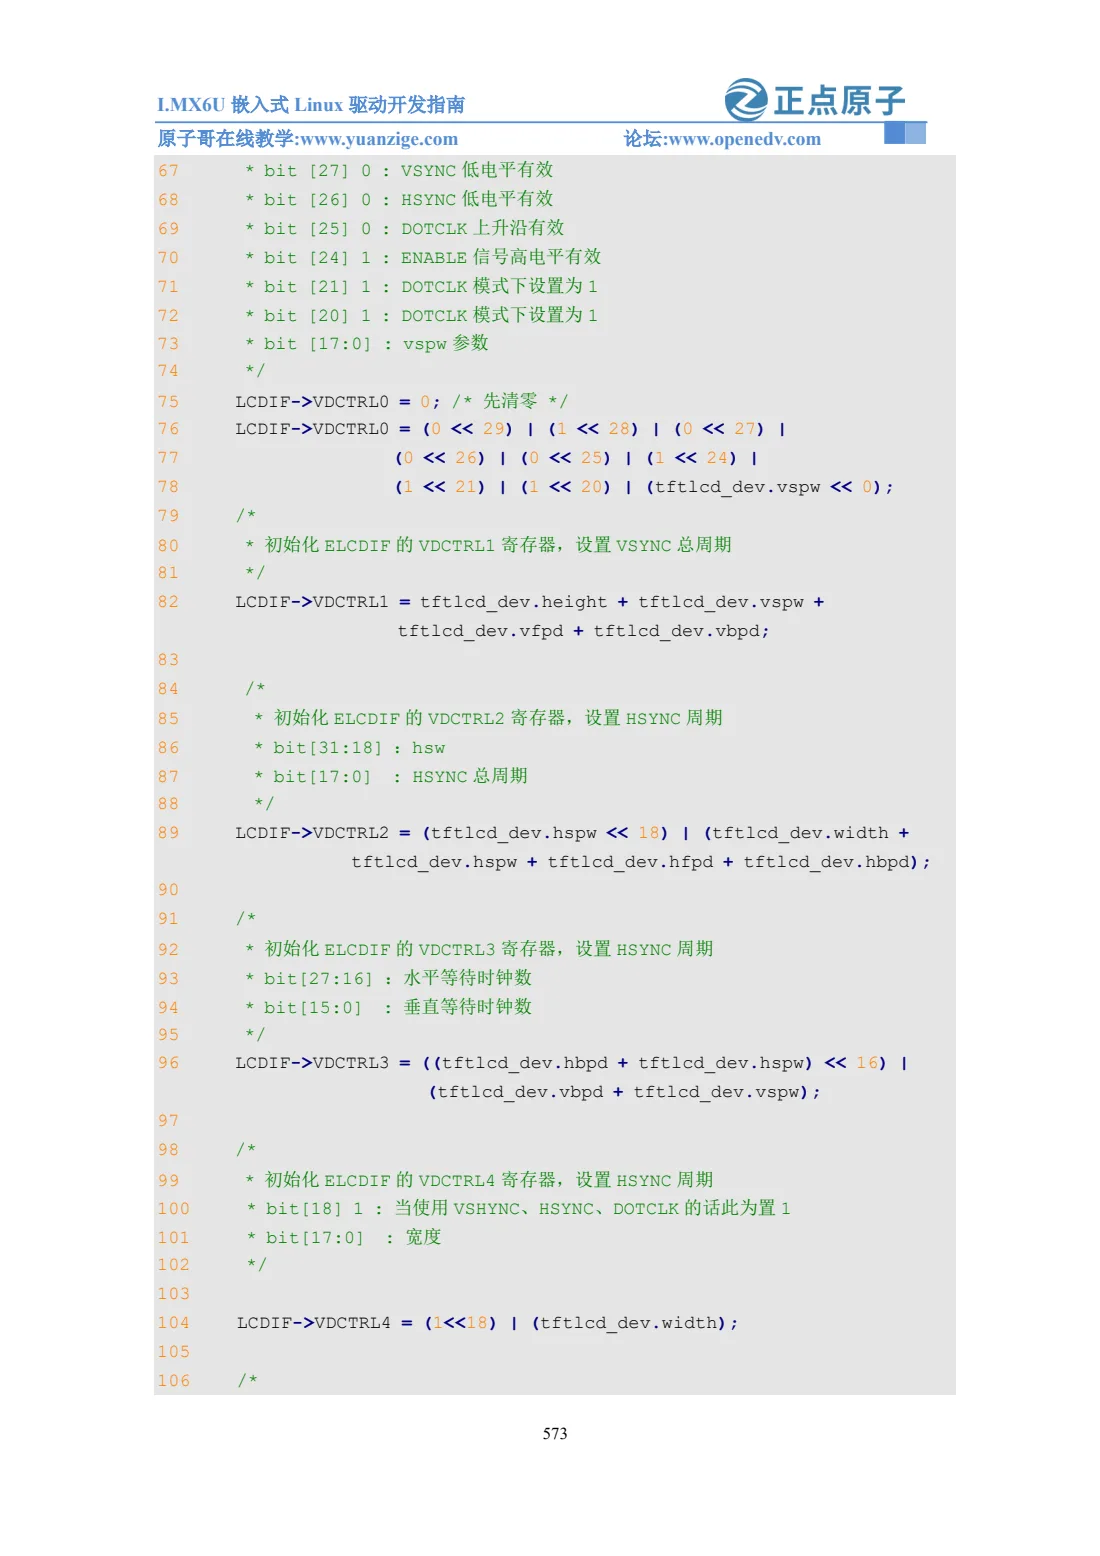 I.MX6U 嵌入式 Linux 驱动开发指南
正点原子
原子哥在线教学:www.yuanzige.com 论坛:www.openedv.com
67 * bit [27] 0 : VSYNC 低电平有效
68 * bit [26] 0 : HSYNC 低电平有效
69 * bit [25] 0 : DOTCLK 上升沿有效
70 * bit [24] 1 : ENABLE 信号高电平有效
71 * bit [21] 1 : DOTCLK 模式下设置为 1
72 * bit [20] 1 : DOTCLK 模式下设置为 1
73 * bit [17:0] : vspw 参数
74 */
75 LCDIF->VDCTRL0 = 0; /* 先清零 */
76 LCDIF->VDCTRL0 = (0 << 29) | (1 << 28) | (0 << 27) |
77 (0 << 26) | (0 << 25) | (1 << 24) |
78 (1 << 21) | (1 << 20) | (tftlcd_dev.vspw << 0);
79 /*
80 * 初始化 ELCDIF 的 VDCTRL1 寄存器，设置 VSYNC 总周期
81 */
82 LCDIF->VDCTRL1 = tftlcd_dev.height + tftlcd_dev.vspw +
tftlcd_dev.vfpd + tftlcd_dev.vbpd;
83
84 /*
85 * 初始化 ELCDIF 的 VDCTRL2 寄存器，设置 HSYNC 周期
86 * bit[31:18] : hsw
87 * bit[17:0] : HSYNC 总周期
88 */
89 LCDIF->VDCTRL2 = (tftlcd_dev.hspw << 18) | (tftlcd_dev.width +
tftlcd_dev.hspw + tftlcd_dev.hfpd + tftlcd_dev.hbpd);
90
91 /*
92 * 初始化 ELCDIF 的 VDCTRL3 寄存器，设置 HSYNC 周期
93 * bit[27:16] : 水平等待时钟数
94 * bit[15:0] : 垂直等待时钟数
95 */
96 LCDIF->VDCTRL3 = ((tftlcd_dev.hbpd + tftlcd_dev.hspw) << 16) |
(tftlcd_dev.vbpd + tftlcd_dev.vspw);
97
98 /*
99 * 初始化 ELCDIF 的 VDCTRL4 寄存器，设置 HSYNC 周期
100 * bit[18] 1 : 当使用 VSHYNC、HSYNC、DOTCLK 的话此为置 1
101 * bit[17:0] : 宽度
102 */
103
104 LCDIF->VDCTRL4 = (1<<18) | (tftlcd_dev.width);
105
106 /*
573